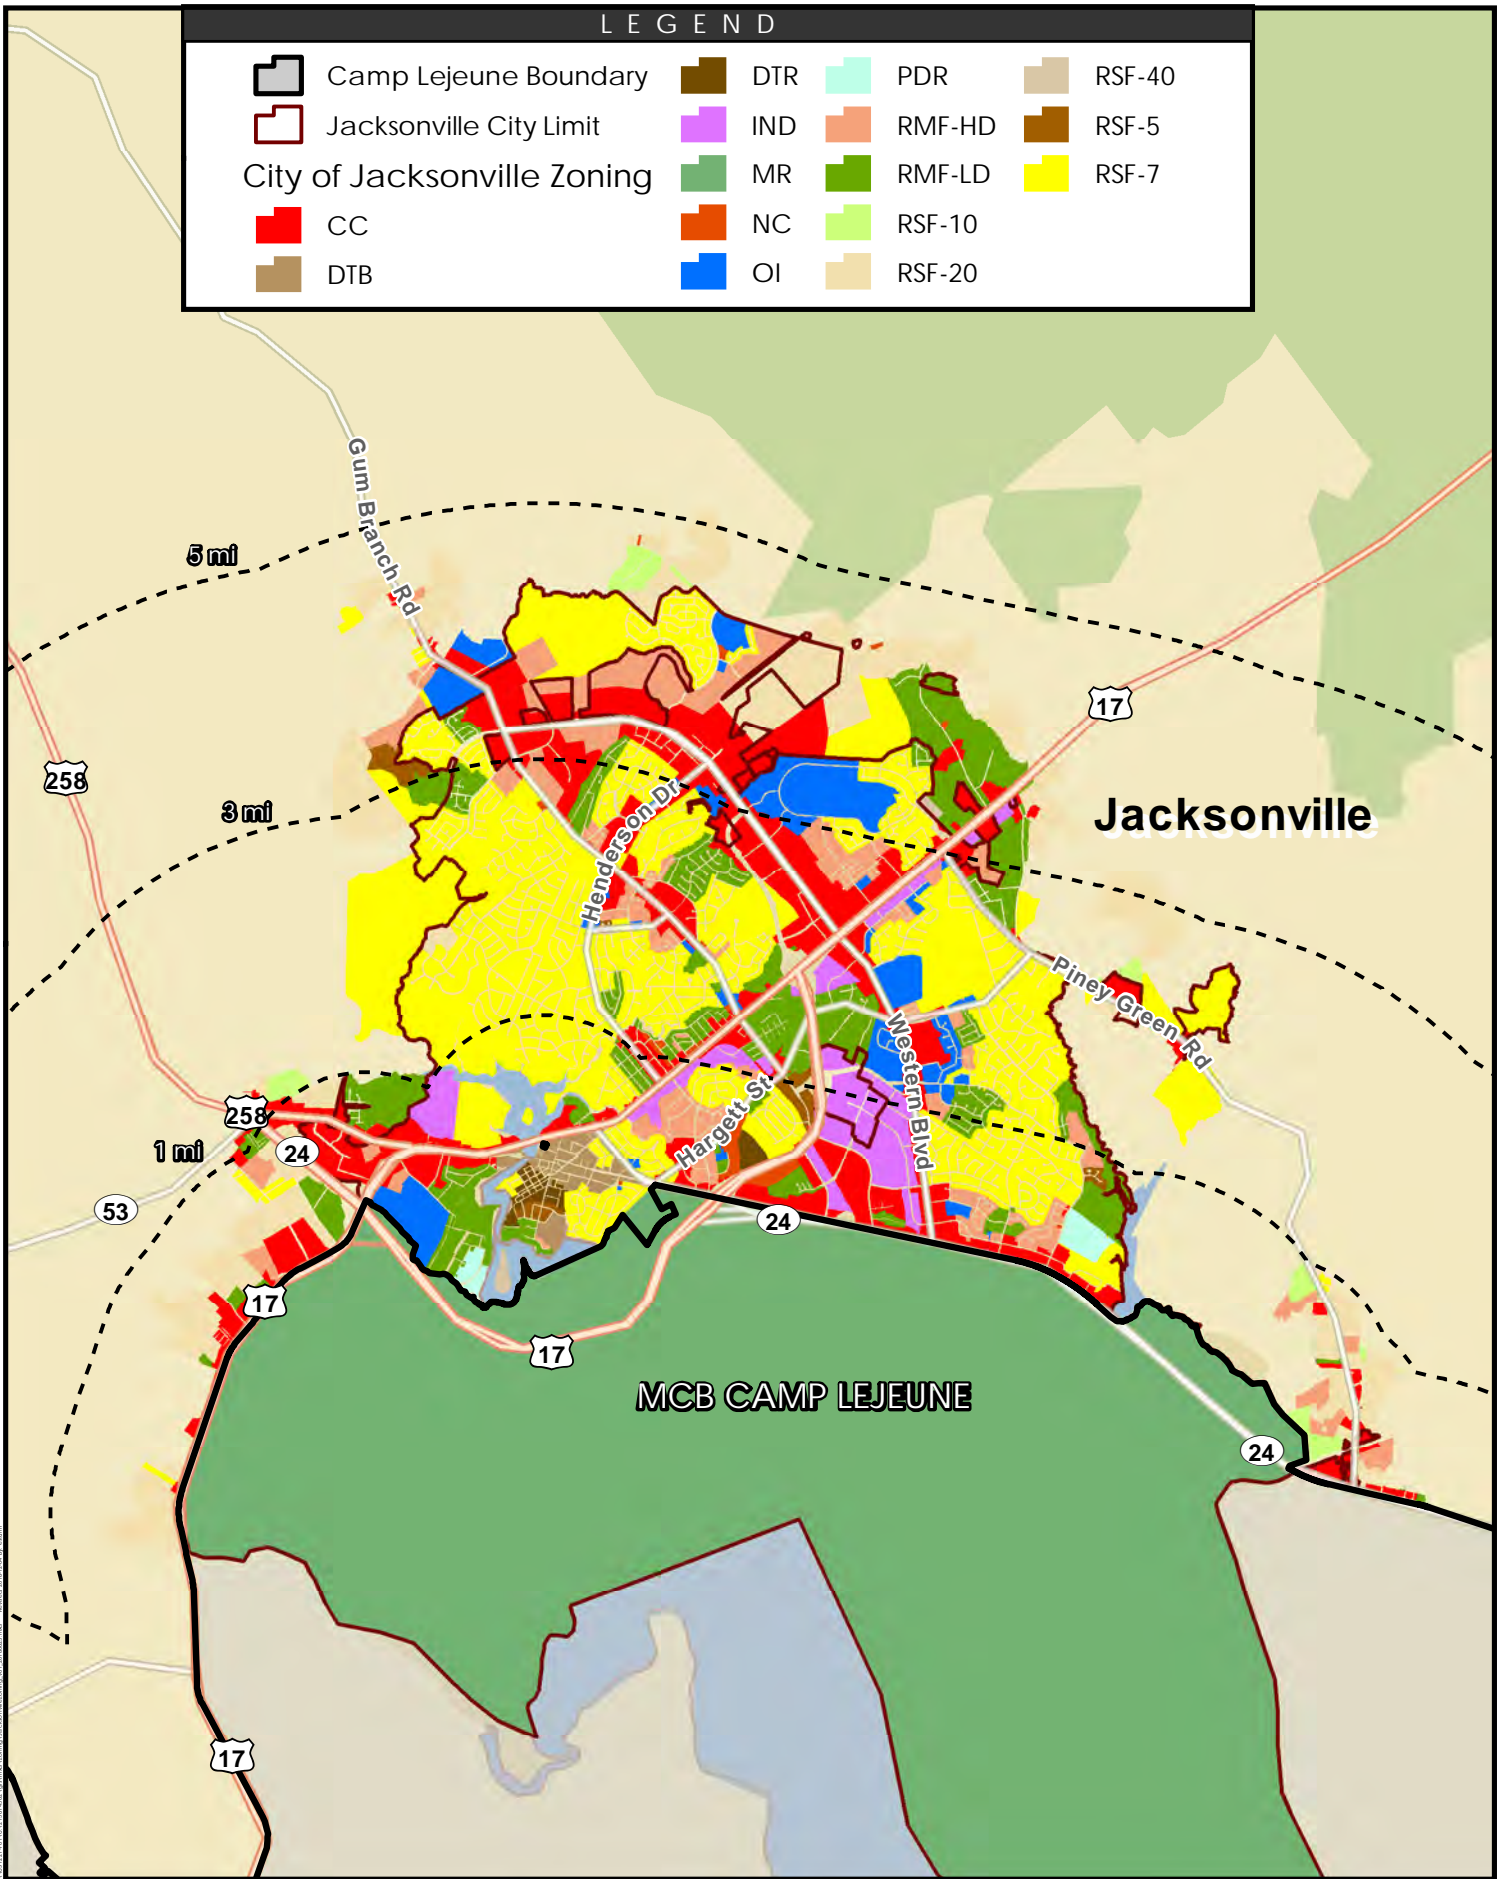 LEGEND
Camp Lejeune Boundary
Jacksonville City Limit
City of Jacksonville Zoning
CC
DTB
DTR
IND
MR
NC
OI
PDR
RMF-HD
RMF-LD
RSF-10
RSF-20
RSF-40
RSF-5
RSF-7
Gum Branch Rd
5 mi
17
258
3 mi
Henderson Dr
Jacksonville
Piney Green Rd
Western Blvd
Hargett St
258
24
1 mi
53
24
17
17
MCB CAMP LEJEUNE
24
17